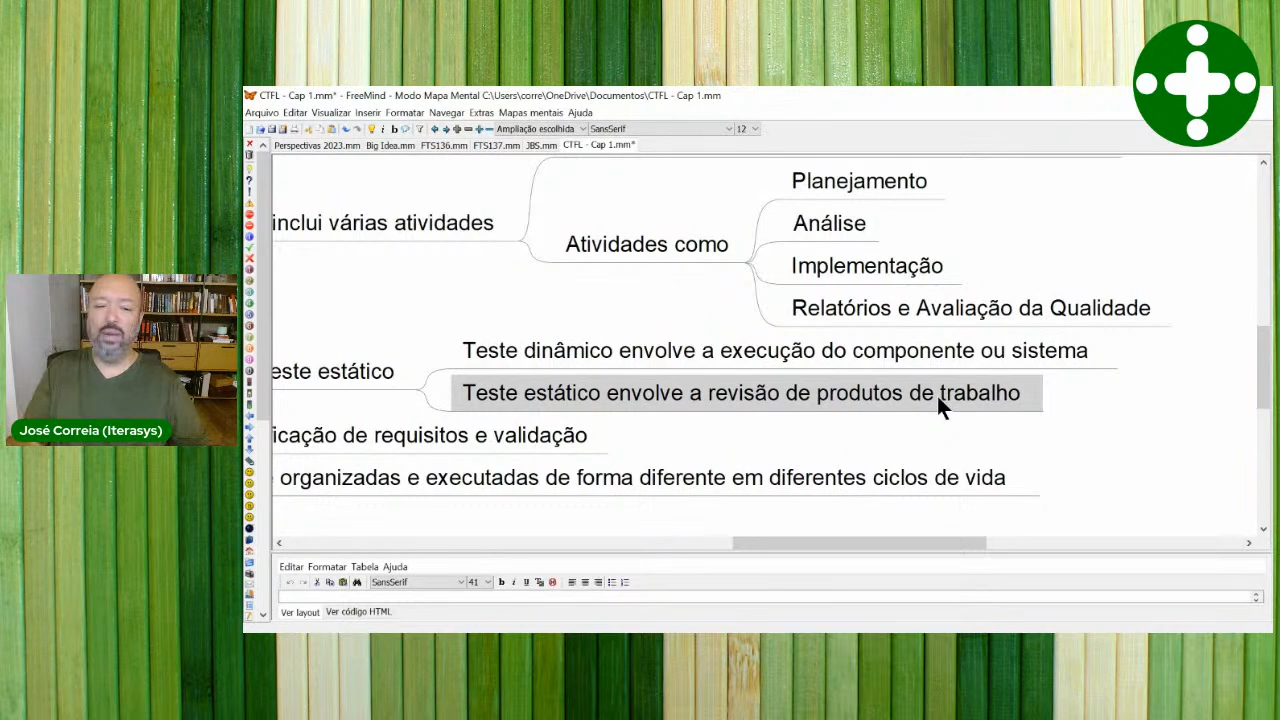 CTFL - Cap 1.mm* - FreeMind - Modo Mapa Mental C:\Users\corre\OneDrive\Documentos\CTFL - Cap 1.mm
Arquivo Editar Visualizar Inserir Formatar Navegar Extras Mapas mentais Ajuda
Ampliação escolhida SansSerif 12
Perspectivas 2023.mm Big Idea.mm FTS136.mm FTS137.mm JBS.mm CTFL - Cap 1.mm*
Planejamento
inclui várias atividades
Análise
Atividades como
Implementação
Relatórios e Avaliação da Qualidade
Teste dinâmico envolve a execução do componente ou sistema
este estático
Teste estático envolve a revisão de produtos de trabalho
José Correia (Iterasys)
icação de requisitos e validação
organizadas e executadas de forma diferente em diferentes ciclos de vida
Editar Formatar Tabela Ajuda
SansSerif 41 b i u
Ver layout Ver código HTML